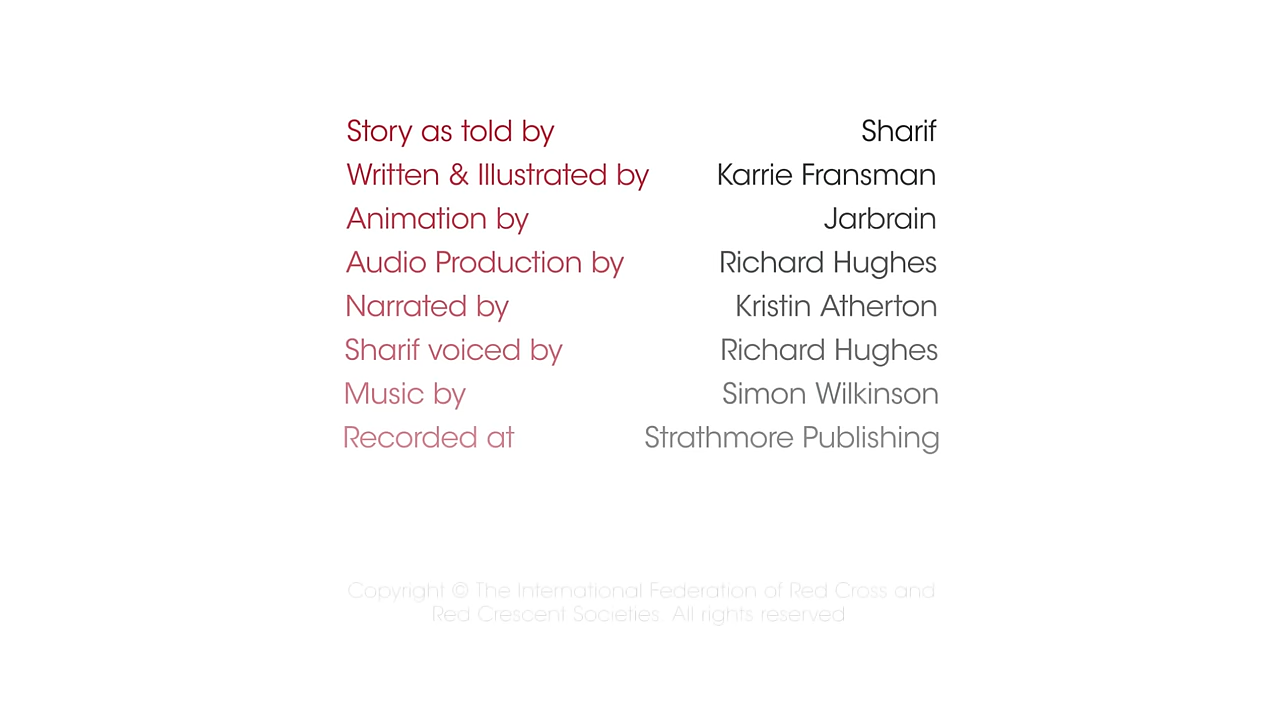 Story as told by Sharif
Written & Illustrated by Karrie Fransman
Animation by Jarbrain
Audio Production by Richard Hughes
Narrated by Kristin Atherton
Sharif voiced by Richard Hughes
Music by Simon Wilkinson
Recorded at Strathmore Publishing
Copyright © The International Federation of Red Cross and
Red Crescent Societies. All rights reserved